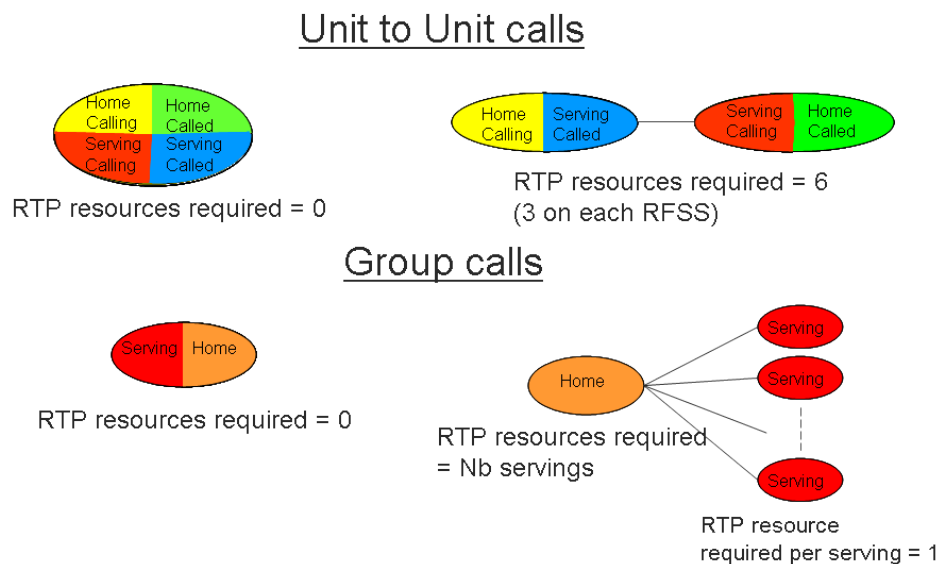 Unit to Unit calls
Home
Calling
Home
Called
Serving
Calling
Serving
Called
RTP resources required = 0
Home
Calling
Serving
Called
Serving
Calling
Home
Called
RTP resources required = 6
(3 on each RFSS)
Group calls
Serving
Home
RTP resources required = 0
Home
RTP resources required
= Nb servings
Serving
Serving
Serving
RTP resource
required per serving = 1